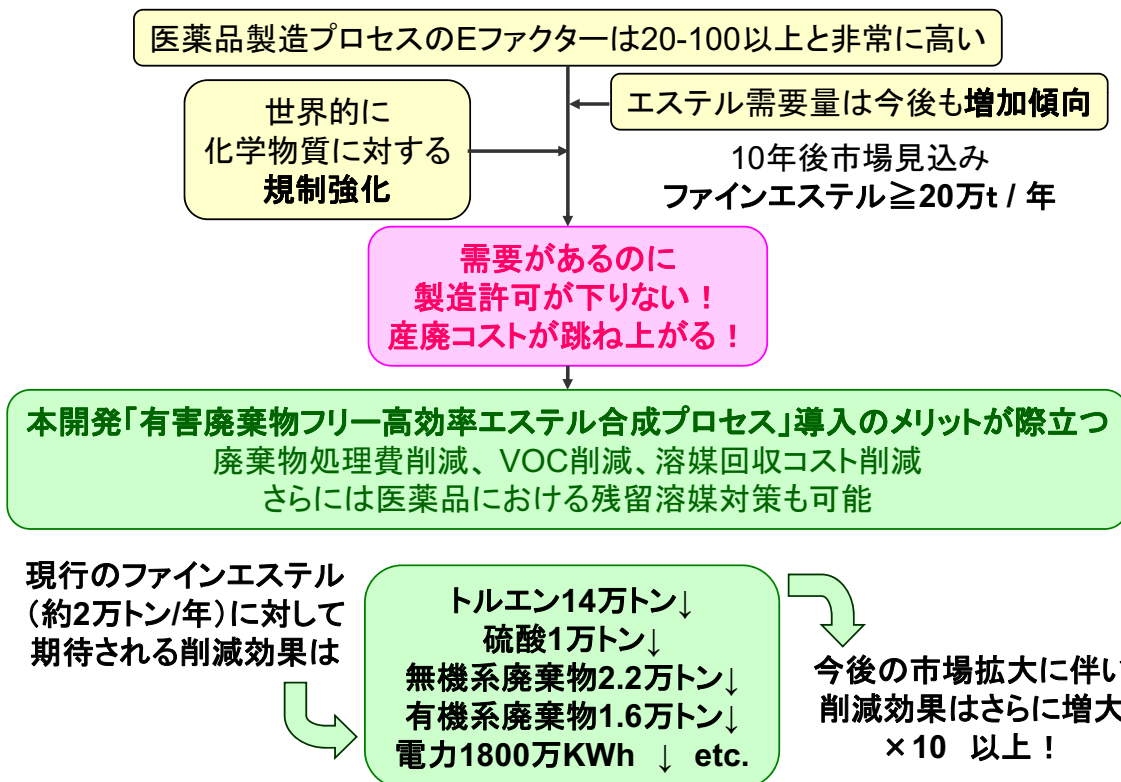 医薬品製造プロセスのEファクターは20-100以上と非常に高い
世界的に
化学物質に対する
規制強化
エステル需要量は今後も増加傾向
10年後市場見込み
ファインエステル≧20万t / 年
需要があるのに
製造許可が下りない！
産廃コストが跳ね上がる！
本開発「有害廃棄物フリー高効率エステル合成プロセス」導入のメリットが際立つ
廃棄物処理費削減、VOC削減、溶媒回収コスト削減
さらには医薬品における残留溶媒対策も可能
現行のファインエステル
（約2万トン/年）に対して
期待される削減効果は
トルエン14万トン↓
硫酸1万トン↓
無機系廃棄物2.2万トン↓
有機系廃棄物1.6万トン↓
電力1800万KWh ↓ etc.
今後の市場拡大に伴い
削減効果はさらに増大
×10 以上！